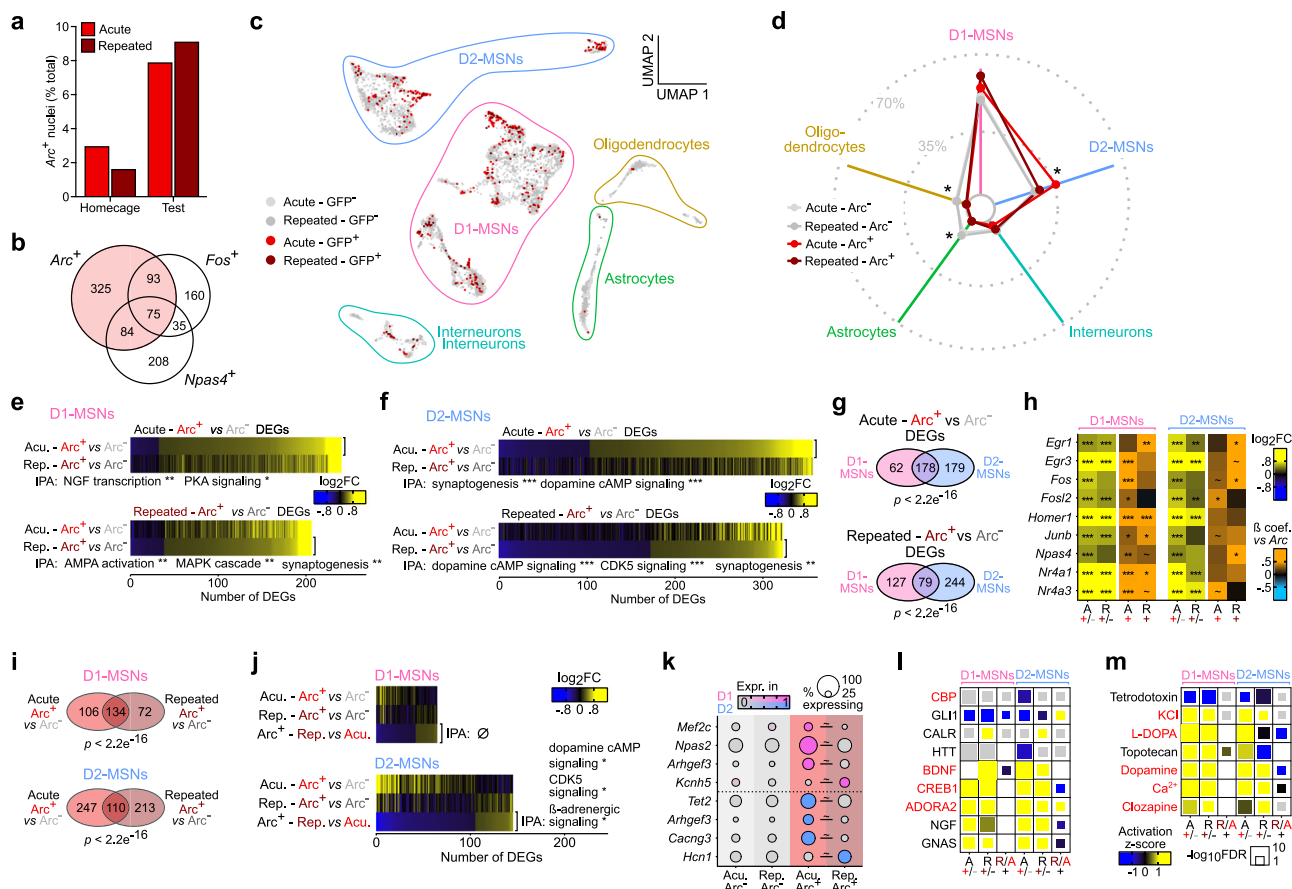 a
Acute
Repeated
Arc+ nuclei (% total)
10
8
6
4
2
0
Homecage
Test
b
Arc+
Fos+
Npas4+
325
93
160
75
84
35
208
c
D2-MSNs
UMAP 2
UMAP 1
Oligodendrocytes
D1-MSNs
Acute - GFP-
Repeated - GFP-
Acute - GFP+
Repeated - GFP+
Astrocytes
Interneurons
Interneurons
d
D1-MSNs
70%
35%
Oligo-
dendrocytes
D2-MSNs
*
*
*
Acute - Arc-
Repeated - Arc-
Acute - Arc+
Repeated - Arc+
Astrocytes
Interneurons
e
D1-MSNs
Acute - Arc+ vs Arc- DEGs
Acu. - Arc+ vs Arc-
Rep. - Arc+ vs Arc-
IPA: NGF transcription ** PKA signaling *
log2FC
-.8 0 .8
Repeated - Arc+ vs Arc- DEGs
Acu. - Arc+ vs Arc-
Rep. - Arc+ vs Arc-
IPA: AMPA activation ** MAPK cascade ** synaptogenesis **
0 100 200
Number of DEGs
f
D2-MSNs
Acute - Arc+ vs Arc- DEGs
Acu. - Arc+ vs Arc-
Rep. - Arc+ vs Arc-
IPA: synaptogenesis *** dopamine cAMP signaling ***
log2FC
-.8 0 .8
Repeated - Arc+ vs Arc- DEGs
Acu. - Arc+ vs Arc-
Rep. - Arc+ vs Arc-
IPA: dopamine cAMP signaling *** CDK5 signaling *** synaptogenesis **
0 100 200 300
Number of DEGs
g
Acute - Arc+ vs Arc-
DEGs
D1-
MSNs
62 178 179
D2-
MSNs
p < 2.2e-16
Repeated - Arc+ vs Arc-
DEGs
D1-
MSNs
127 79 244
D2-
MSNs
p < 2.2e-16
h
D1-MSNs
D2-MSNs
Egr1 *** *** ** *** *** *
Egr3 *** *** *** *** *** ~
Fos *** *** *** *** *** ~ *
Fosl2 *** *** * *** *** *
Homer1 *** *** *** *** *** ***
Junb *** *** * * *** **
Npas4 *** *** ** ~ *** *
Nr4a1 *** *** *** * *** ***
Nr4a3 *** *** *** ~ *** *** ~
A R A R A R A R
+/- +/- + + +/- +/- + +
log2FC
.8
0
-.8
ß coef.
vs Arc
.5
0
-.5
i
D1-MSNs
Acute
Arc+
vs Arc-
106 134 72
Repeated
Arc+
vs Arc-
p < 2.2e-16
D2-MSNs
Acute
Arc+
vs Arc-
247 110 213
Repeated
Arc+
vs Arc-
p < 2.2e-16
j
D1-MSNs
Acu. - Arc+ vs Arc-
Rep. - Arc+ vs Arc-
Arc+ - Rep. vs Acu.
IPA: Ø
log2FC
-.8 0 .8
D2-MSNs
Acu. - Arc+ vs Arc-
Rep. - Arc+ vs Arc-
Arc+ - Rep. vs Acu.
IPA:
dopamine cAMP
signaling *
CDK5
signaling *
ß-adrenergic
signaling *
0 100 200
Number of DEGs
k
Expr. in
D1
D2
0 1
%
expressing
100
25
Mef2c
Npas2
Arhgef3
Kcnh5
Tet2
Arhgef3
Cacng3
Hcn1
Acu.
Arc-
Rep.
Arc-
Acu.
Arc+
Rep.
Arc+
l
D1-MSNs
D2-MSNs
CBP
GLI1
CALR
HTT
BDNF
CREB1
ADORA2
NGF
GNAS
A R R/A A R R/A
+/- +/- + +/- +/- +
m
D1-MSNs
D2-MSNs
Tetrodotoxin
KCl
L-DOPA
Topotecan
Dopamine
Ca2+
Clozapine
A R R/A A R R/A
+/- +/- + +/- +/- +
Activation
z-score
-1 0 1
-log10FDR
10
1